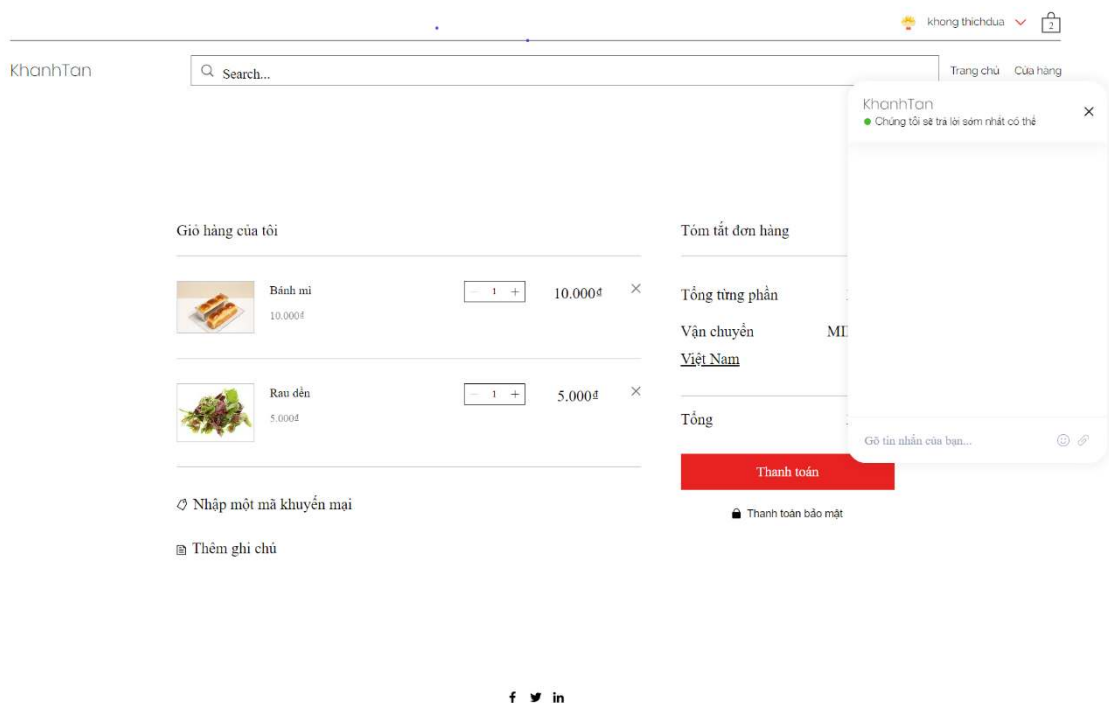 khong thichdua
2
KhanhTan
Search...
Trang chủ Cửa hàng
KhanhTan
Chúng tôi sẽ trả lời sớm nhất có thể
Giỏ hàng của tôi
Bánh mì
10.000₫
1
10.000₫
Rau dền
5.000₫
1
5.000₫
Nhập một mã khuyến mại
Thêm ghi chú
Tóm tắt đơn hàng
Tổng từng phần
Vận chuyển
Việt Nam
Tổng
Gõ tin nhắn của bạn...
Thanh toán
Thanh toán bảo mật